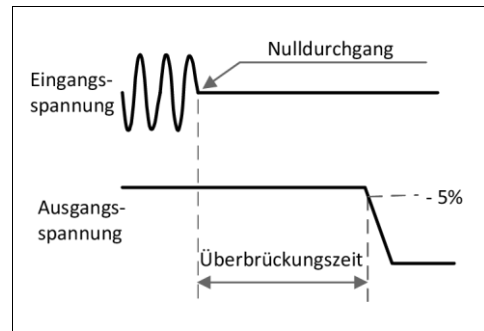 Nulldurchgang
Eingangs-
spannung
- 5%
Ausgangs-
spannung
Überbrückungszeit